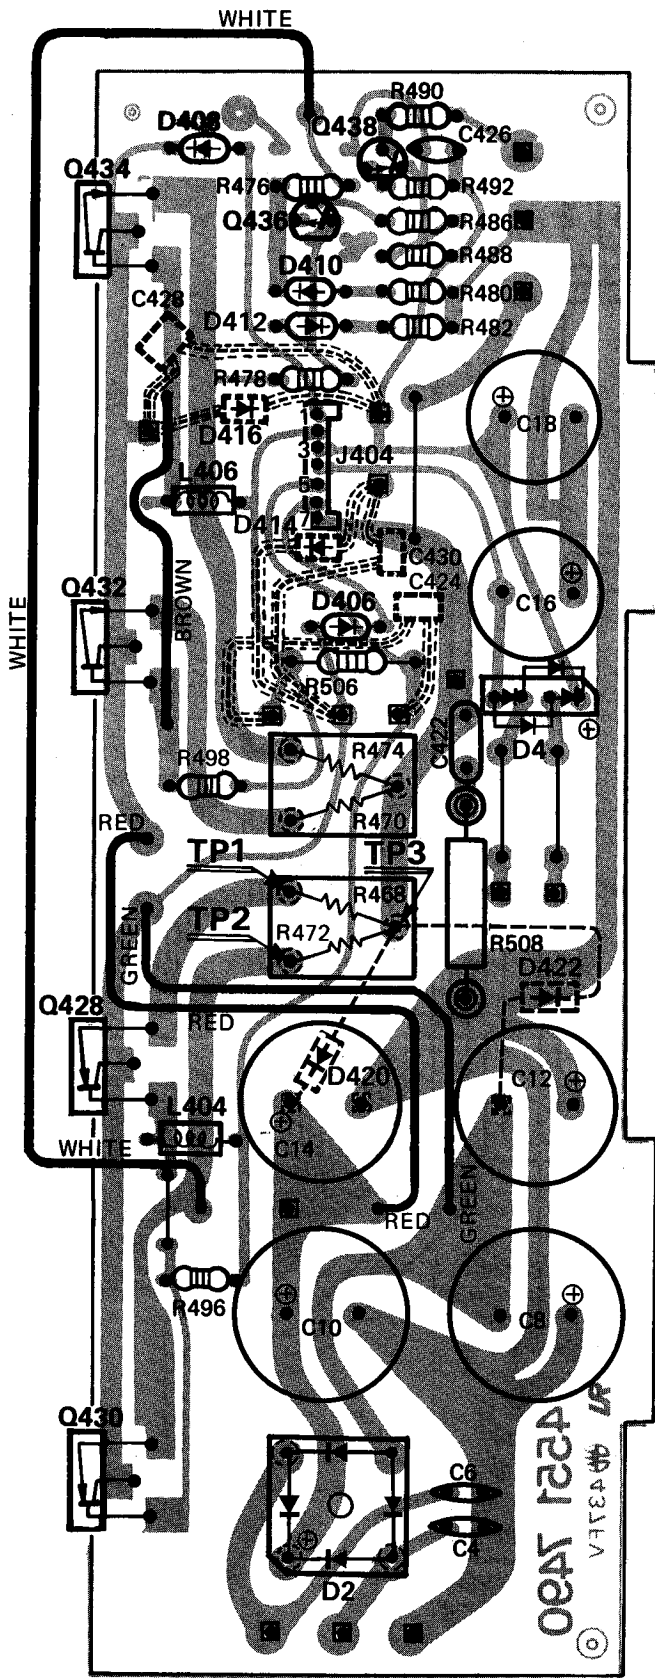 WHITE
R490
D408
Q438
C426
Q434
R476
R492
Q436
R486
R488
D410
R480
C428
D412
R482
R478
1
D416
C18
3
J404
L406
5
D414
7
C430
C424
Q432
BROWN
WHITE
D406
C16
R506
C422
D4
R498
R474
R470
RED
TP1
TP3
R468
GREEN
TP2
R472
R508
D422
Q428
RED
D420
C12
L404
C14
WHITE
RED
GREEN
R496
C10
C8
Q430
4551 7490
437FV
C6
C4
D2